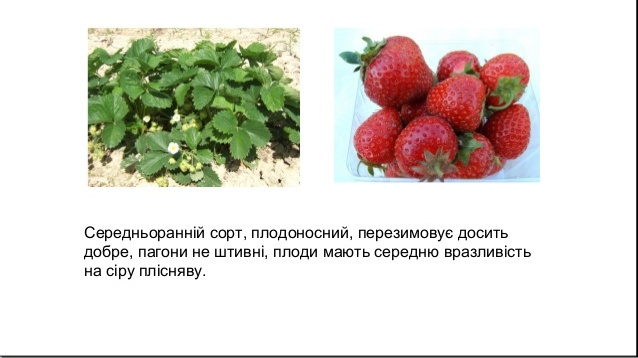 Середньоранній сорт, плодоносний, перезимовує досить
добре, пагони не штивні, плоди мають середню вразливість
на сіру плісняву.